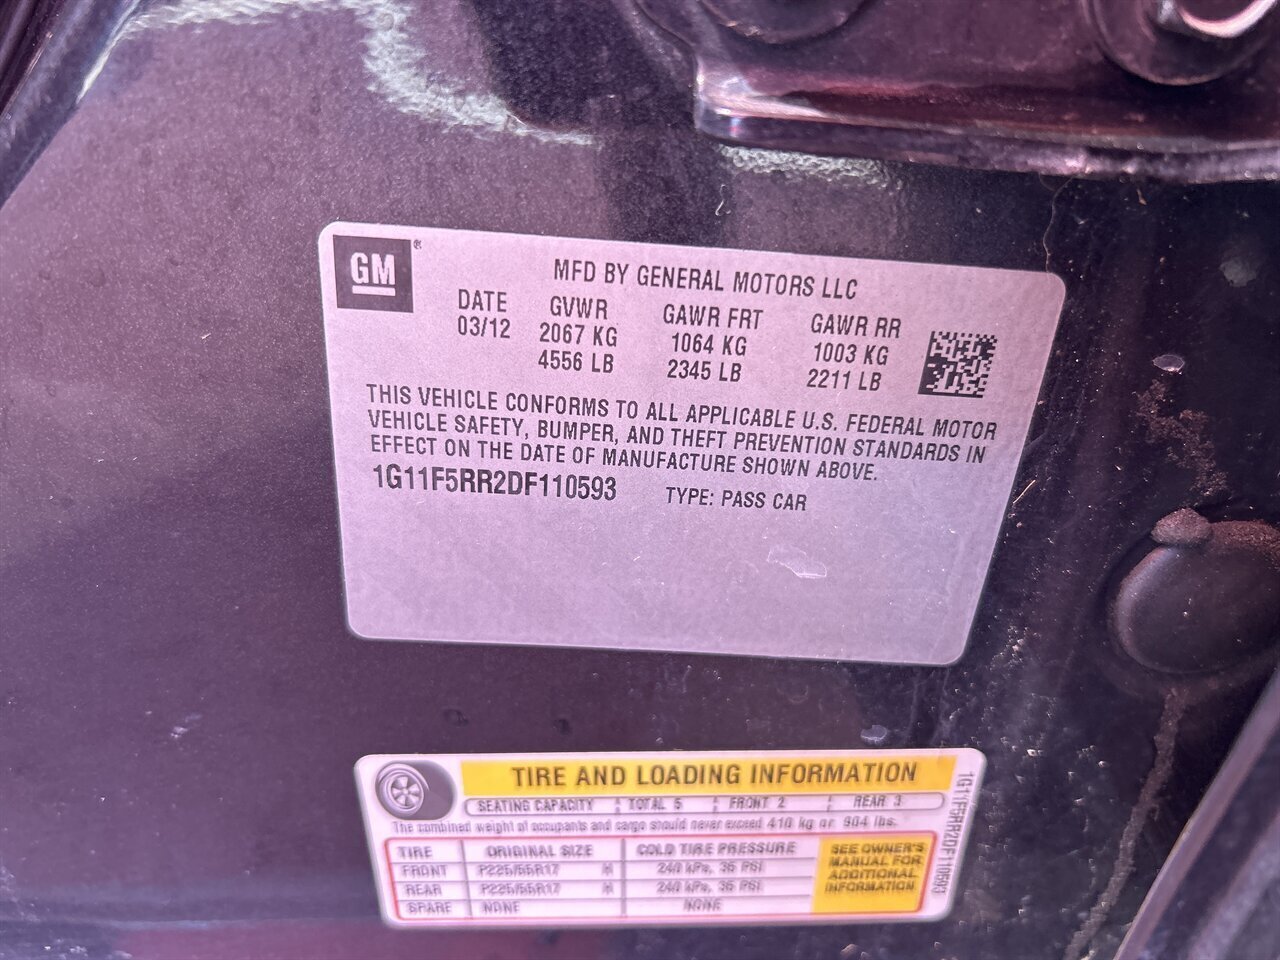 GM®
MFD BY GENERAL MOTORS LLC
DATE GVWR GAWR FRT GAWR RR
03/12 2067 KG 1064 KG 1003 KG
4556 LB 2345 LB 2211 LB
THIS VEHICLE CONFORMS TO ALL APPLICABLE U.S. FEDERAL MOTOR
VEHICLE SAFETY, BUMPER, AND THEFT PREVENTION STANDARDS IN
EFFECT ON THE DATE OF MANUFACTURE SHOWN ABOVE.
1G11F5RR2DF110593 TYPE: PASS CAR
TIRE AND LOADING INFORMATION
SEATING CAPACITY TOTAL 5 FRONT 2 REAR 3
The combined weight of occupants and cargo should never exceed 410 kg or 904 lbs.
TIRE ORIGINAL SIZE COLD TIRE PRESSURE
FRONT P225/55R17 H 240 kPa, 35 PSI
REAR P225/55R17 H 240 kPa, 35 PSI
SPARE NONE NONE
SEE OWNER'S
MANUAL FOR
ADDITIONAL
INFORMATION
1G11F5RR2DF110593